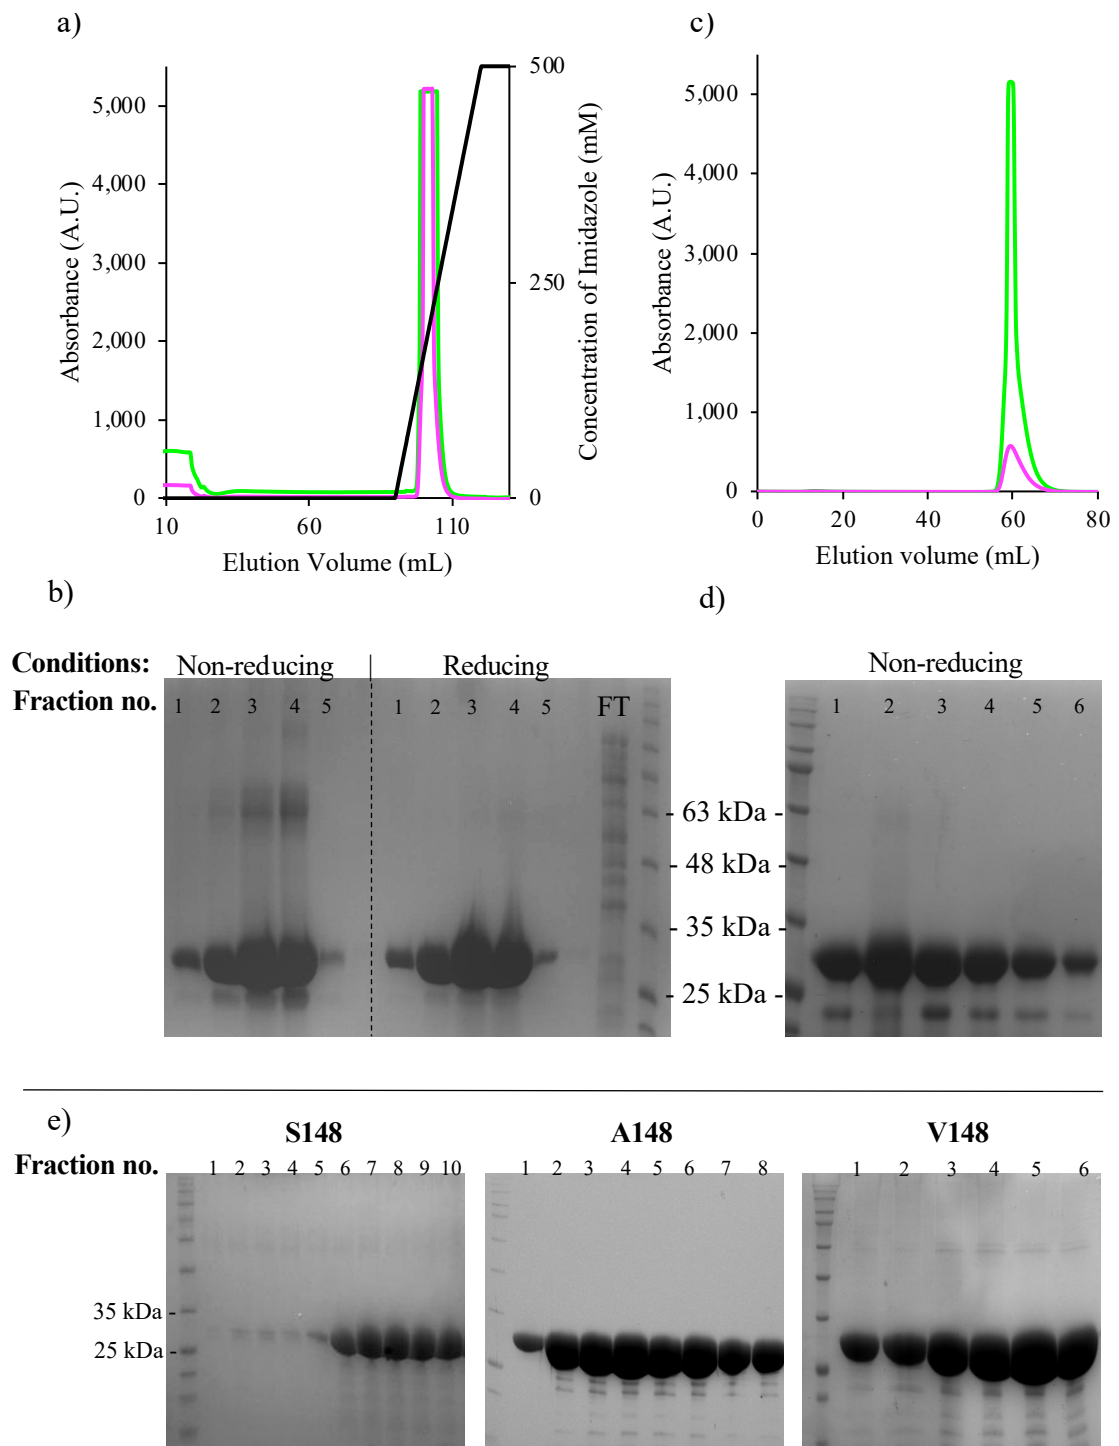 a)
5,000
4,000
3,000
2,000
1,000
0
Absorbance (A.U.)
500
250
0
Concentration of Imidazole (mM)
10 60 110
Elution Volume (mL)
c)
5,000
4,000
3,000
2,000
1,000
0
Absorbance (A.U.)
0 20 40 60 80
Elution volume (mL)
b)
Conditions: Non-reducing | Reducing
Fraction no. 1 2 3 4 5 1 2 3 4 5 FT
- 63 kDa -
- 48 kDa -
- 35 kDa -
- 25 kDa -
d)
Non-reducing
1 2 3 4 5 6
e)
S148 A148 V148
Fraction no. 1 2 3 4 5 6 7 8 9 10 1 2 3 4 5 6 7 8 1 2 3 4 5 6
35 kDa -
25 kDa -